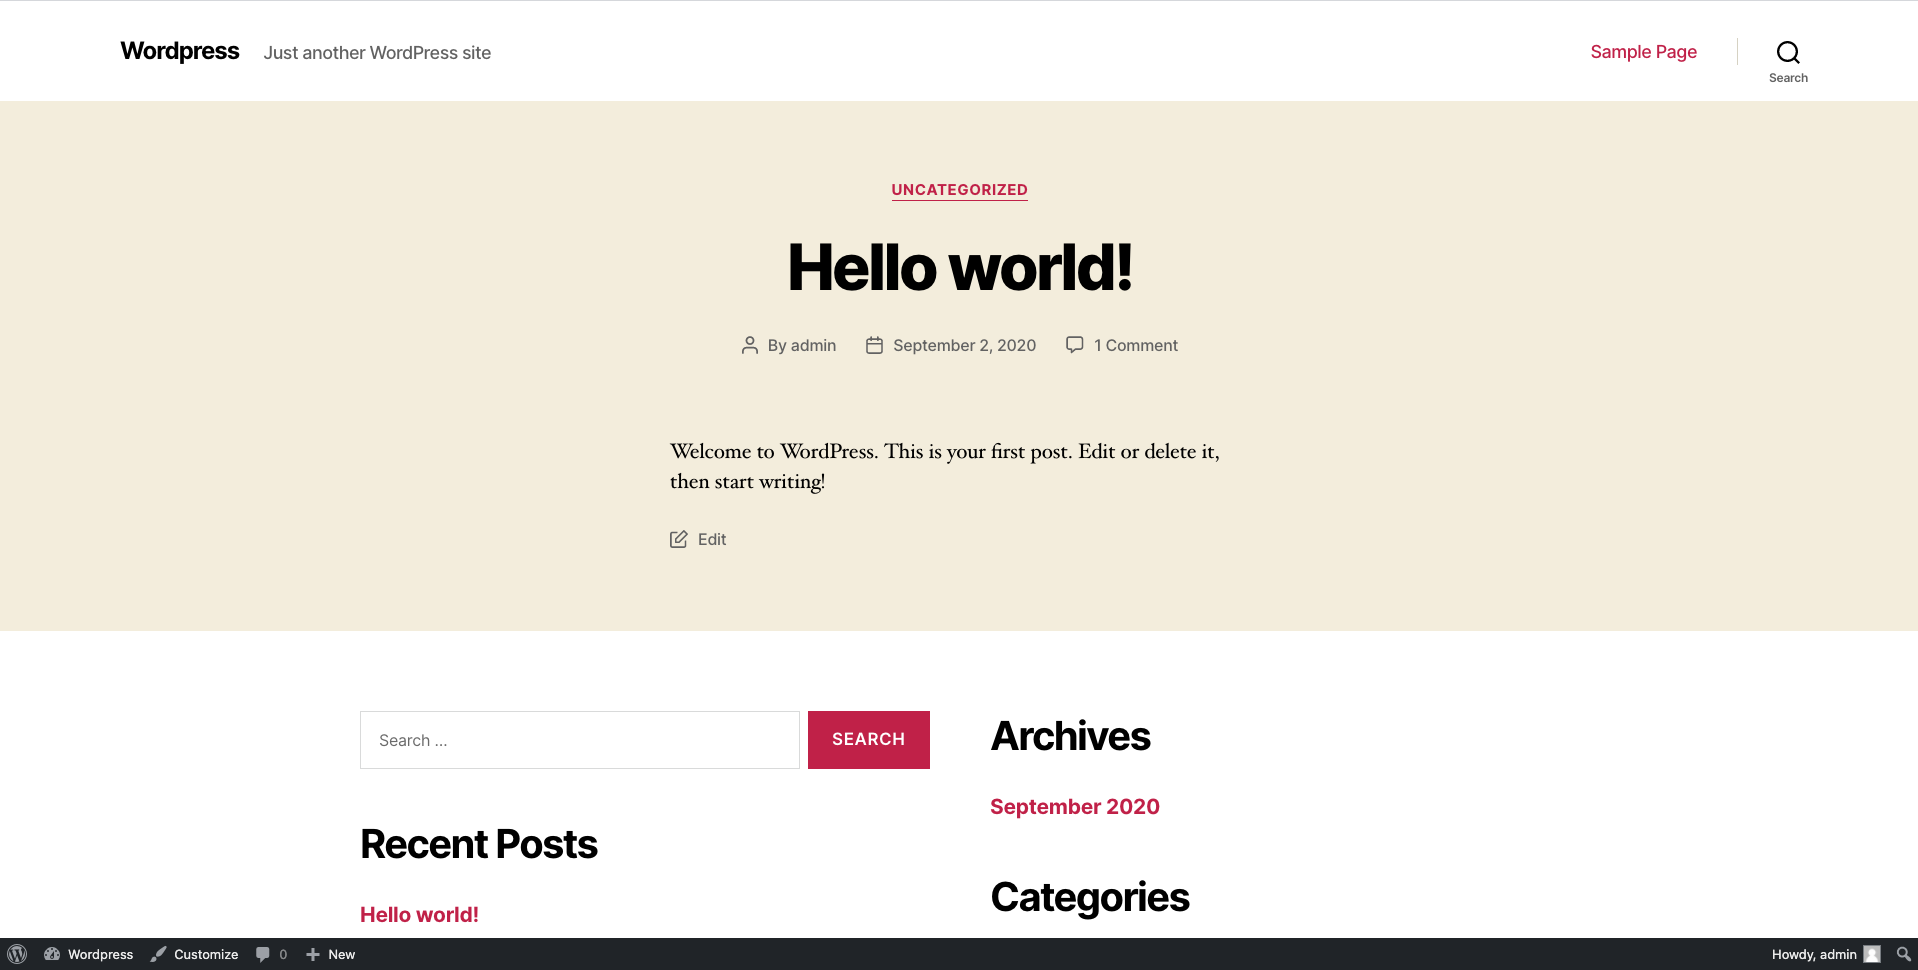 Wordpress
Just another WordPress site
Sample Page
Search
UNCATEGORIZED
Hello world!
By admin
September 2, 2020
1 Comment
Welcome to WordPress. This is your first post. Edit or delete it,
then start writing!
Edit
Search …
SEARCH
Recent Posts
Hello world!
Archives
September 2020
Categories
Wordpress
Customize
0
New
Howdy, admin